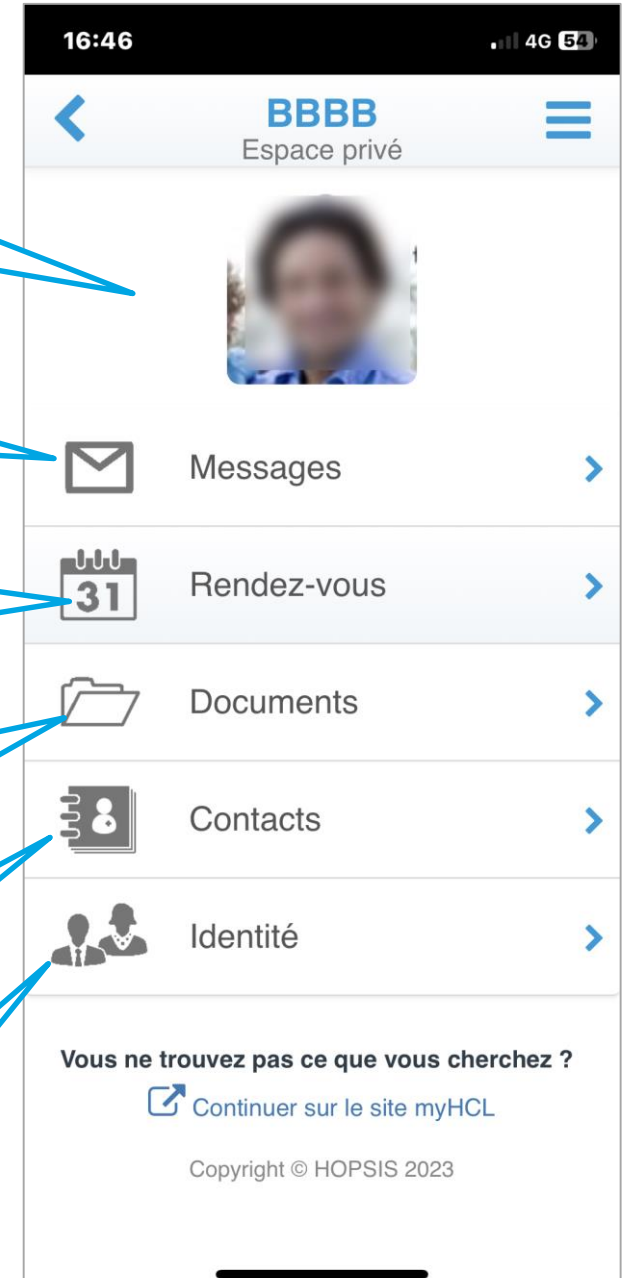 16:46
4G 54
BBBB
Espace privé
Messages
31
Rendez-vous
Documents
Contacts
Identité
Vous ne trouvez pas ce que vous cherchez ?
Continuer sur le site myHCL
Copyright © HOPSIS 2023